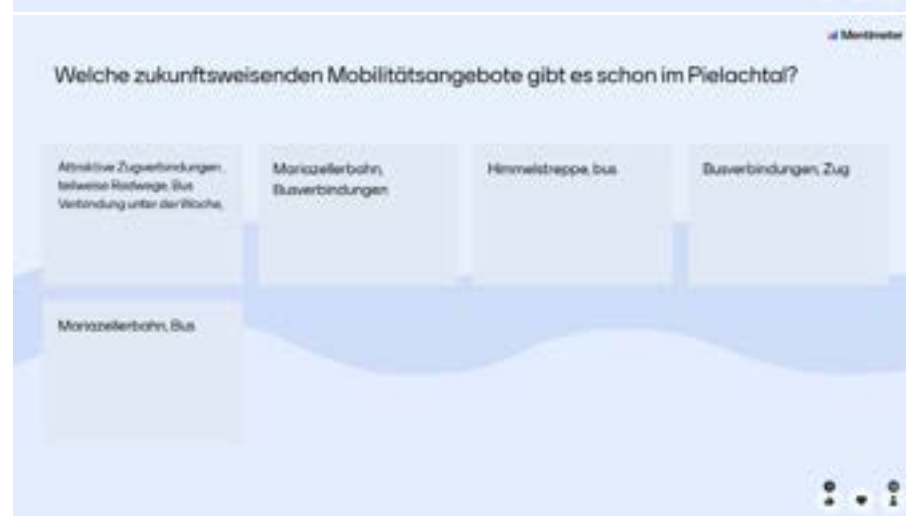 Mentimeter
Welche zukunftsweisenden Mobilitätsangebote gibt es schon im Pielachtal?
Attraktive Zugverbindungen,
teilweise Radwege, Bus
Verbindung unter der Woche,
Mariazellerbahn,
Busverbindungen
Himmelstreppe, bus
Busverbindungen, Zug
Mariazellerbahn, Bus